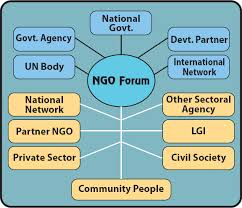 National
Govt.
Govt. Agency
Devt. Partner
UN Body
International
Network
NGO Forum
National
Network
Other Sectoral
Agency
Partner NGO
LGI
Private Sector
Civil Society
Community People